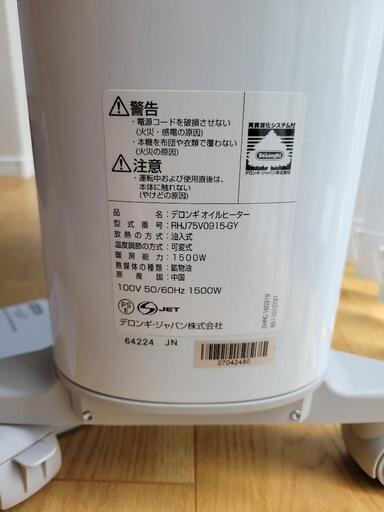 警告
・電源コードを破損させない
(火災・感電の原因)
・本機を布団や衣類で覆わない
(火災の原因)
注意
・運転中および使用直後は、
本体に触れない
(やけどの原因)
品名：デロンギ オイルヒーター
型式番号：RHJ75V0915-GY
放熱の方式：油入式
温度調節の方式：可変式
暖房能力：1500W
熱媒体の種類：鉱物油
原産国：中国
100V 50/60Hz 1500W
PS
E
S JET
デロンギ・ジャパン株式会社
64224 JN
07042480
DeLonghi
デロンギ・ジャパン株式会社